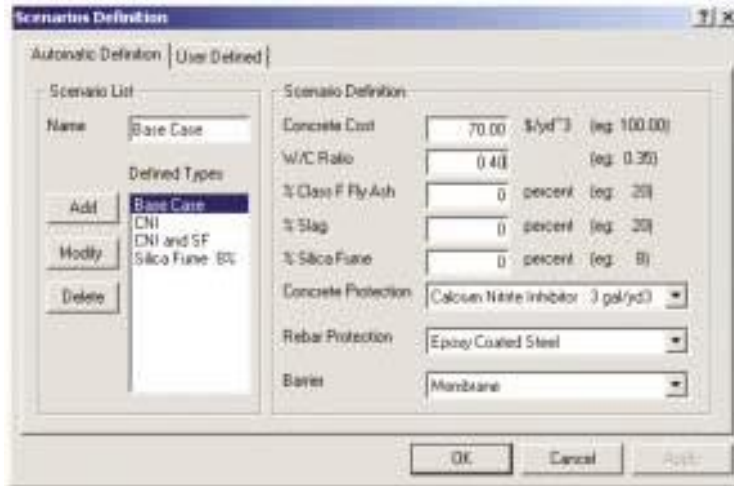 Scenarios Definition
Automatic Definition User Defined
Scenario List
Name Base Case
Defined Types
Base Case
CNI
CNI and SF
Silica Fume 8%
Add
Modify
Delete
Scenario Definition
Concrete Cost 70.00 $/yd^3 (eg: 100.00)
W/C Ratio 0.40 (eg: 0.35)
% Class F Fly Ash 0 percent (eg: 20)
% Slag 0 percent (eg: 20)
% Silica Fume 0 percent (eg: 8)
Concrete Protection Calcium Nitrite Inhibitor 3 gal/yd3
Rebar Protection Epoxy Coated Steel
Barrier Membrane
OK Cancel Apply